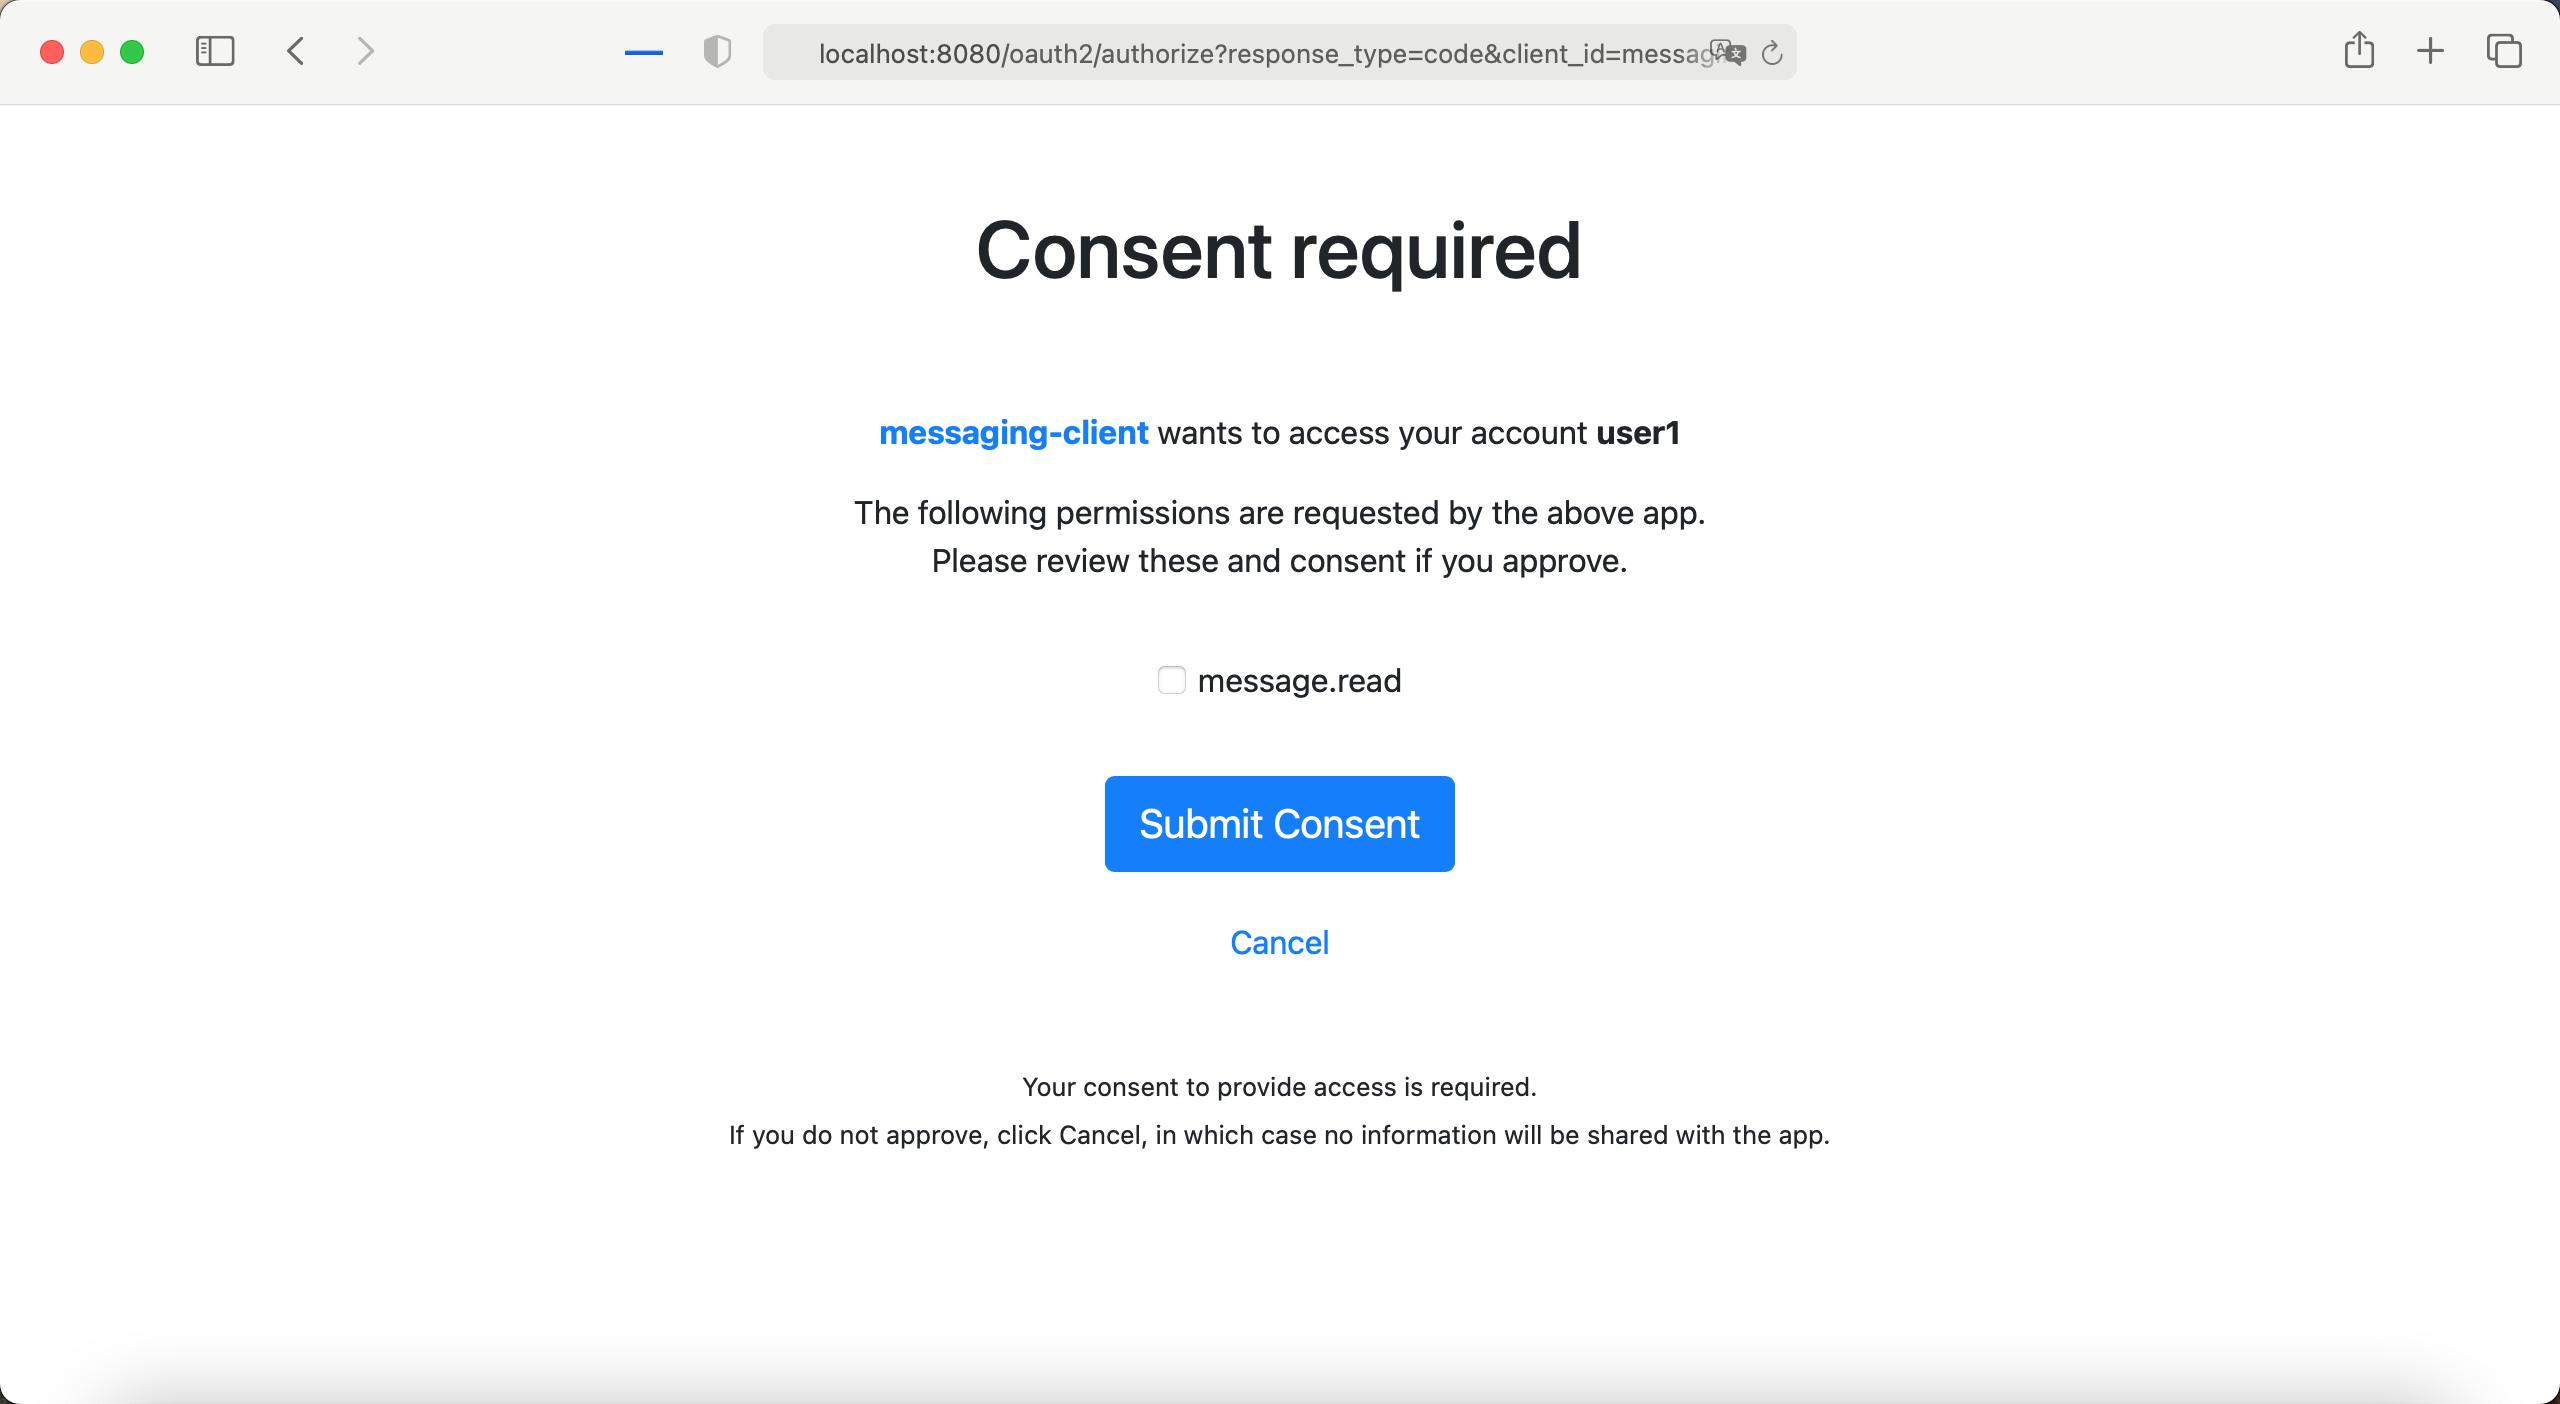 localhost:8080/oauth2/authorize?response_type=code&client_id=messag
Consent required
messaging-client wants to access your account user1
The following permissions are requested by the above app.
Please review these and consent if you approve.
message.read
Submit Consent
Cancel
Your consent to provide access is required.
If you do not approve, click Cancel, in which case no information will be shared with the app.